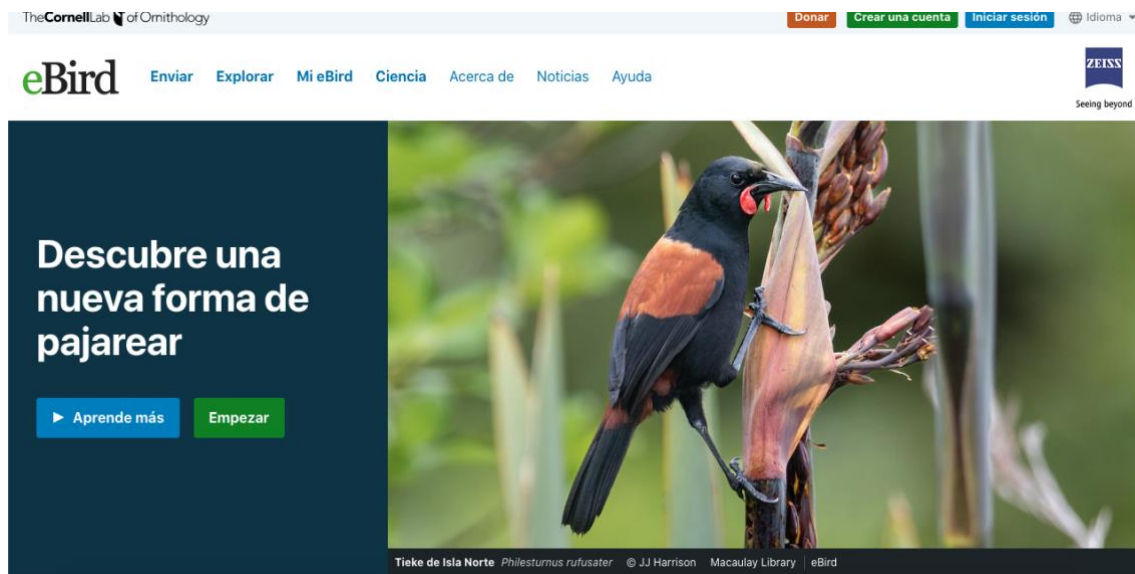 TheCornellLab of Ornithology
Donar
Crear una cuenta
Iniciar sesión
Idioma
eBird
Enviar
Explorar
Mi eBird
Ciencia
Acerca de
Noticias
Ayuda
ZEISS
Seeing beyond
Descubre una
nueva forma de
pajarear
Aprende más
Empezar
Tieke de Isla Norte Philesturnus rufusater © JJ Harrison Macaulay Library eBird